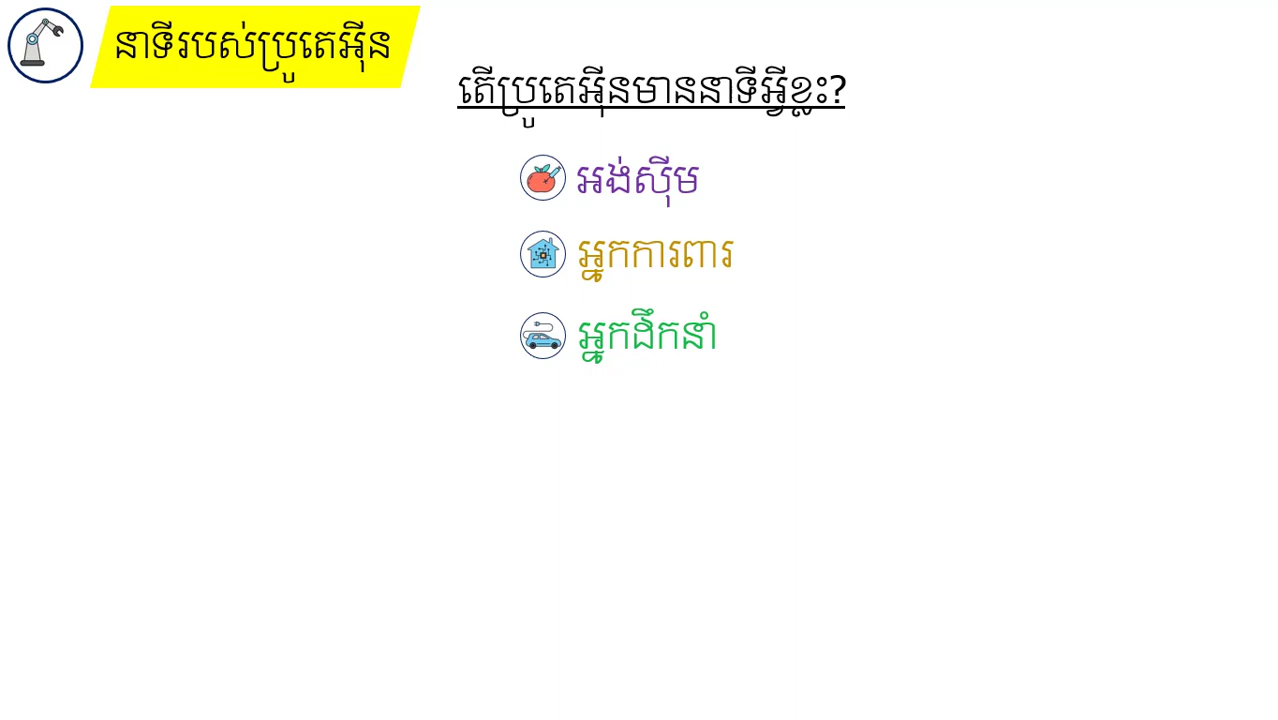 នាទីរបស់ប្រូតេអ៊ីន
តើប្រូតេអ៊ីនមាននាទីអ្វីខ្លះ?
អង់ស៊ីម
អ្នកការពារ
អ្នកដឹកនាំ